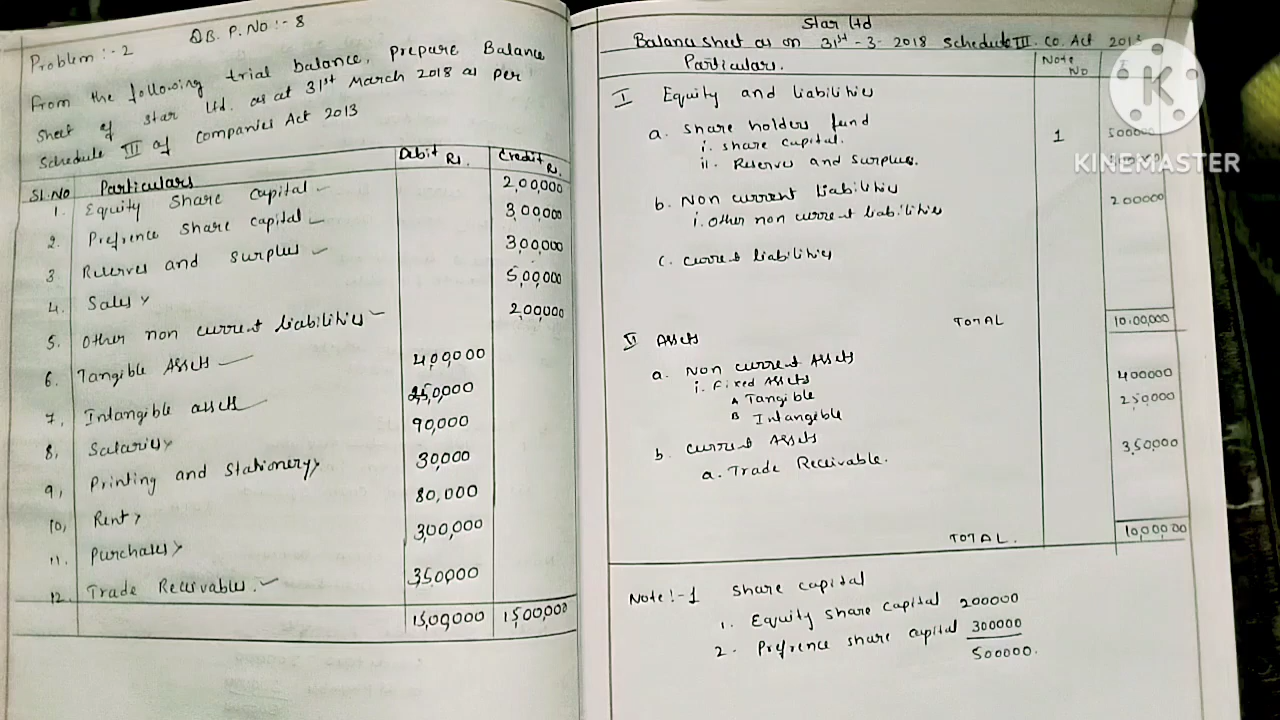 Problem :- 2 QB. P. No :- 8
From the following trial balance, prepare Balance
sheet of star Ltd. as at 31st March 2018 as per
Schedule III of Companies Act 2013
Sl.No Particulars Debit Rs. Credit Rs.
1. Equity Share capital 2,00,000
2. Prefrence share capital 3,00,000
3 Reserves and surplus 300,000
4. Sales 5,00,000
5. Other non current liabilities 200,000
6. Tangible Assets 4,00,000
7. Intangible assets 250,000
8, Salaries 90,000
9, Printing and Stationery 30,000
10, Rent 80,000
11. Purchases 3,00,000
12. Trade Receivables. 3,50,000
15,00,000 1,500,000
Star Ltd
Balance sheet as on 31st - 3 - 2018 Schedule III. Co. Act
Particulars. Note No
I Equity and liabilities
a. Share holders fund
i. share capital. 1 500000
ii. Reserves and Surplus.
b. Non current liabilities 200000
i. Other non current liabilities
c. current liabilities
TOTAL 10,00,000
II Assets
a. Non current Assets
i. Fixed Assets 400000
A Tangible 250000
B Intangible
b. current Assets 3,50,000
a. Trade Receivable.
TOTAL. 10,00,000
Note :- 1 Share capital
1. Equity share capital 200000
2. Prefrence share capital 300000
500000.
K
KINEMASTER